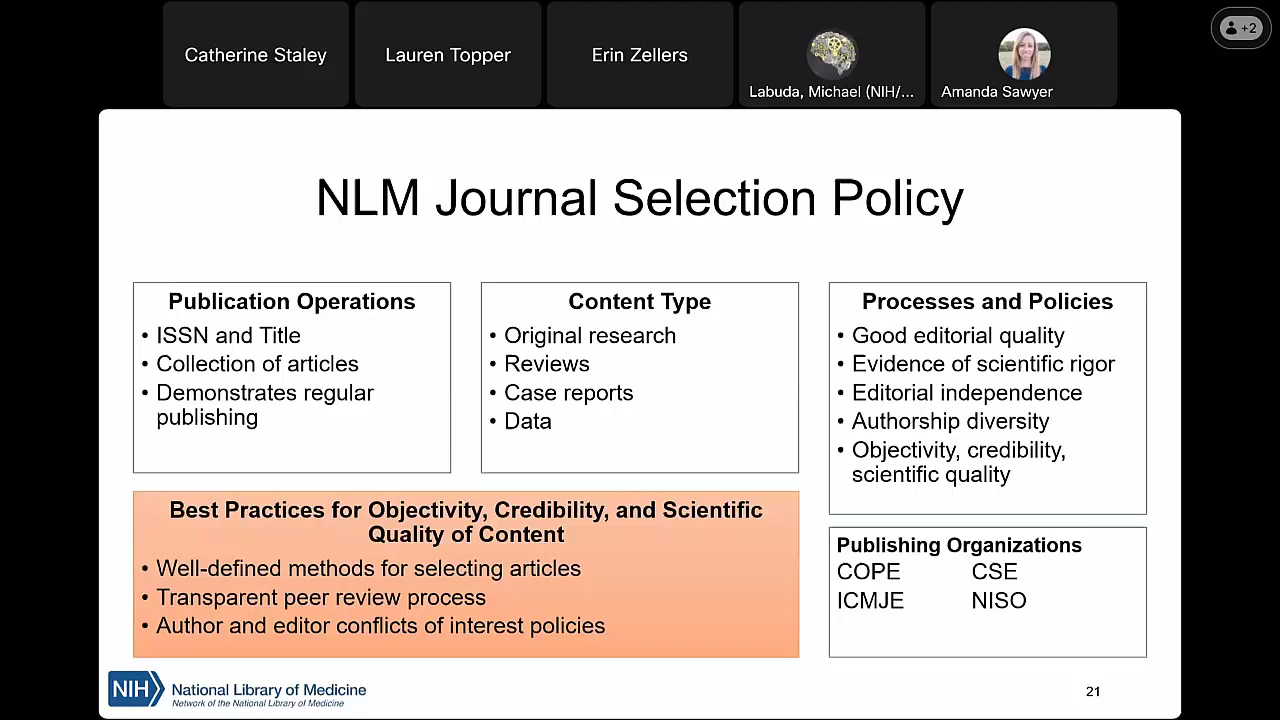 Catherine Staley
Lauren Topper
Erin Zellers
Labuda, Michael (NIH/...
Amanda Sawyer
+2
NLM Journal Selection Policy
Publication Operations
• ISSN and Title
• Collection of articles
• Demonstrates regular
publishing
Content Type
• Original research
• Reviews
• Case reports
• Data
Processes and Policies
• Good editorial quality
• Evidence of scientific rigor
• Editorial independence
• Authorship diversity
• Objectivity, credibility,
scientific quality
Best Practices for Objectivity, Credibility, and Scientific
Quality of Content
• Well-defined methods for selecting articles
• Transparent peer review process
• Author and editor conflicts of interest policies
Publishing Organizations
COPE CSE
ICMJE NISO
NIH National Library of Medicine
Network of the National Library of Medicine
21